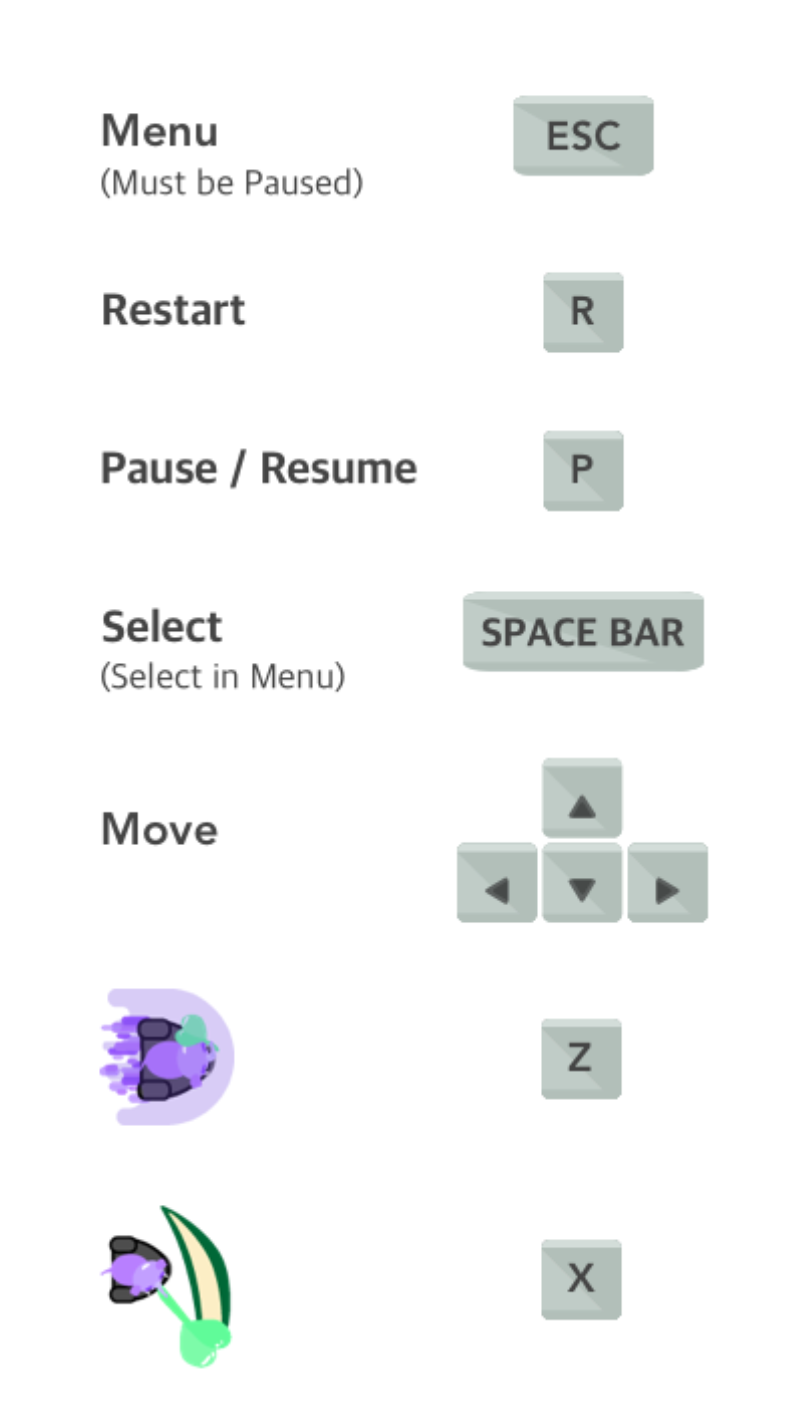 Menu
ESC
(Must be Paused)
Restart
R
Pause / Resume
P
Select
SPACE BAR
(Select in Menu)
Move
Z
X